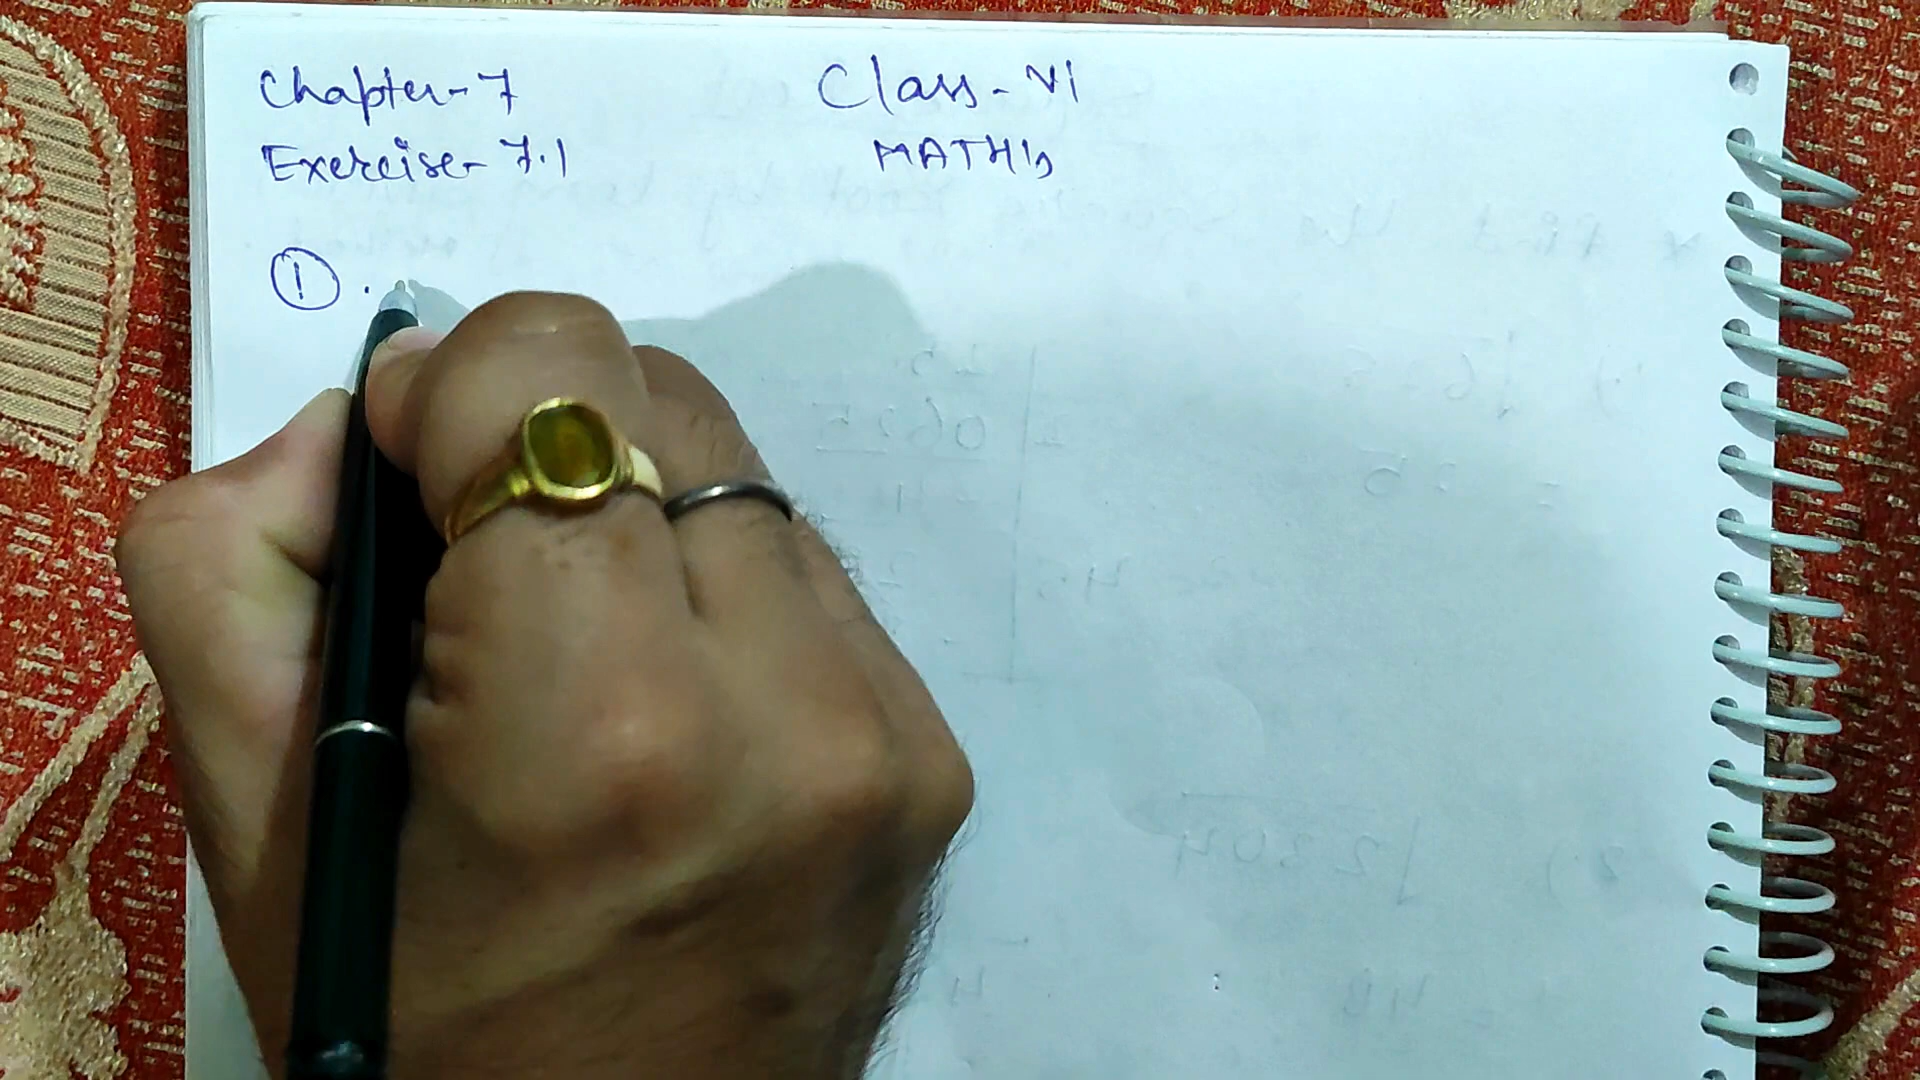 Chapter-7
Class-VI
Exercise-7.1
MATHs
① .